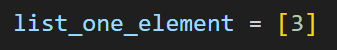 list_one_element = [3]